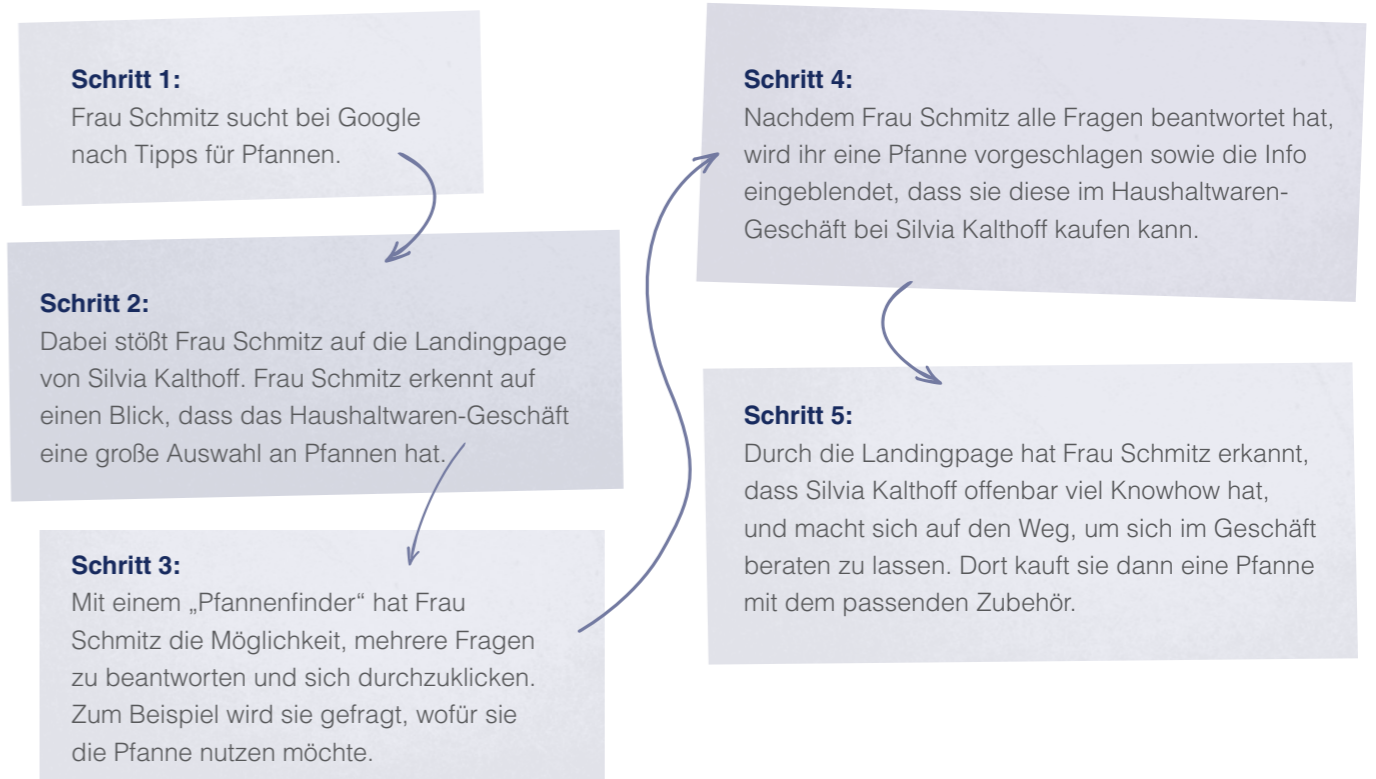 Schritt 1:
Frau Schmitz sucht bei Google
nach Tipps für Pfannen.
Schritt 2:
Dabei stößt Frau Schmitz auf die Landingpage
von Silvia Kalthoff. Frau Schmitz erkennt auf
einen Blick, dass das Haushaltwaren-Geschäft
eine große Auswahl an Pfannen hat.
Schritt 3:
Mit einem „Pfannenfinder“ hat Frau
Schmitz die Möglichkeit, mehrere Fragen
zu beantworten und sich durchzuklicken.
Zum Beispiel wird sie gefragt, wofür sie
die Pfanne nutzen möchte.
Schritt 4:
Nachdem Frau Schmitz alle Fragen beantwortet hat,
wird ihr eine Pfanne vorgeschlagen sowie die Info
eingeblendet, dass sie diese im Haushaltwaren-
Geschäft bei Silvia Kalthoff kaufen kann.
Schritt 5:
Durch die Landingpage hat Frau Schmitz erkannt,
dass Silvia Kalthoff offenbar viel Knowhow hat,
und macht sich auf den Weg, um sich im Geschäft
beraten zu lassen. Dort kauft sie dann eine Pfanne
mit dem passenden Zubehör.